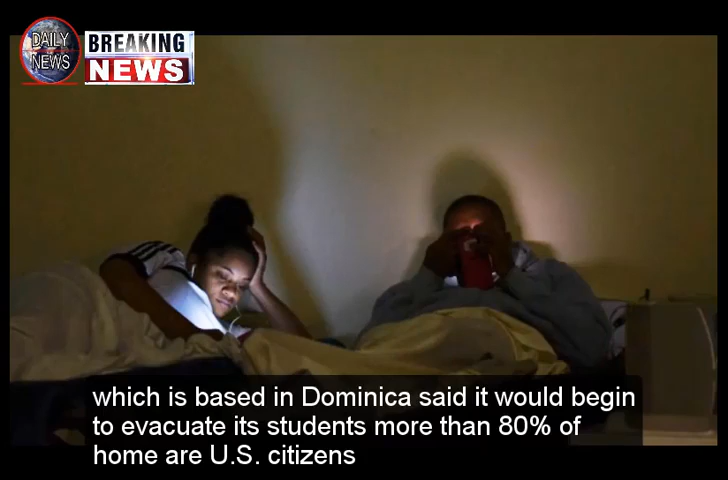 DAILY
NEWS
BREAKING
NEWS
which is based in Dominica said it would begin
to evacuate its students more than 80% of
home are U.S. citizens